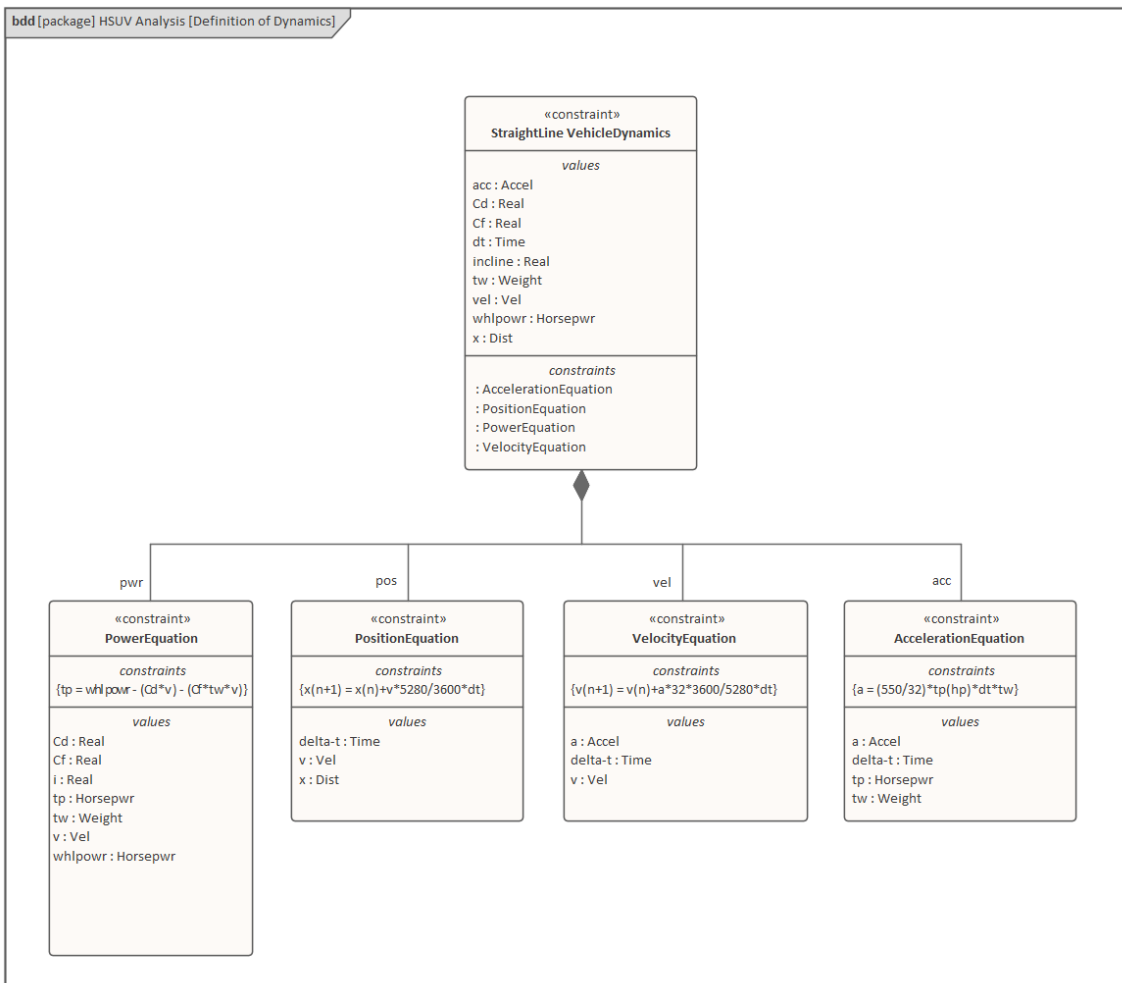 bdd [package] HSUV Analysis [Definition of Dynamics]
«constraint»
StraightLine VehicleDynamics
values
acc : Accel
Cd : Real
Cf : Real
dt : Time
incline : Real
tw : Weight
vel : Vel
whlpowr : Horsepwr
x : Dist
constraints
: AccelerationEquation
: PositionEquation
: PowerEquation
: VelocityEquation
pwr
pos
vel
acc
«constraint»
PowerEquation
constraints
{tp = whlpowr - (Cd*v) - (Cf*tw*v)}
values
Cd : Real
Cf : Real
i : Real
tp : Horsepwr
tw : Weight
v : Vel
whlpowr : Horsepwr
«constraint»
PositionEquation
constraints
{x(n+1) = x(n)+v*5280/3600*dt}
values
delta-t : Time
v : Vel
x : Dist
«constraint»
VelocityEquation
constraints
{v(n+1) = v(n)+a*32*3600/5280*dt}
values
a : Accel
delta-t : Time
v : Vel
«constraint»
AccelerationEquation
constraints
{a = (550/32)*tp(hp)*dt*tw}
values
a : Accel
delta-t : Time
tp : Horsepwr
tw : Weight